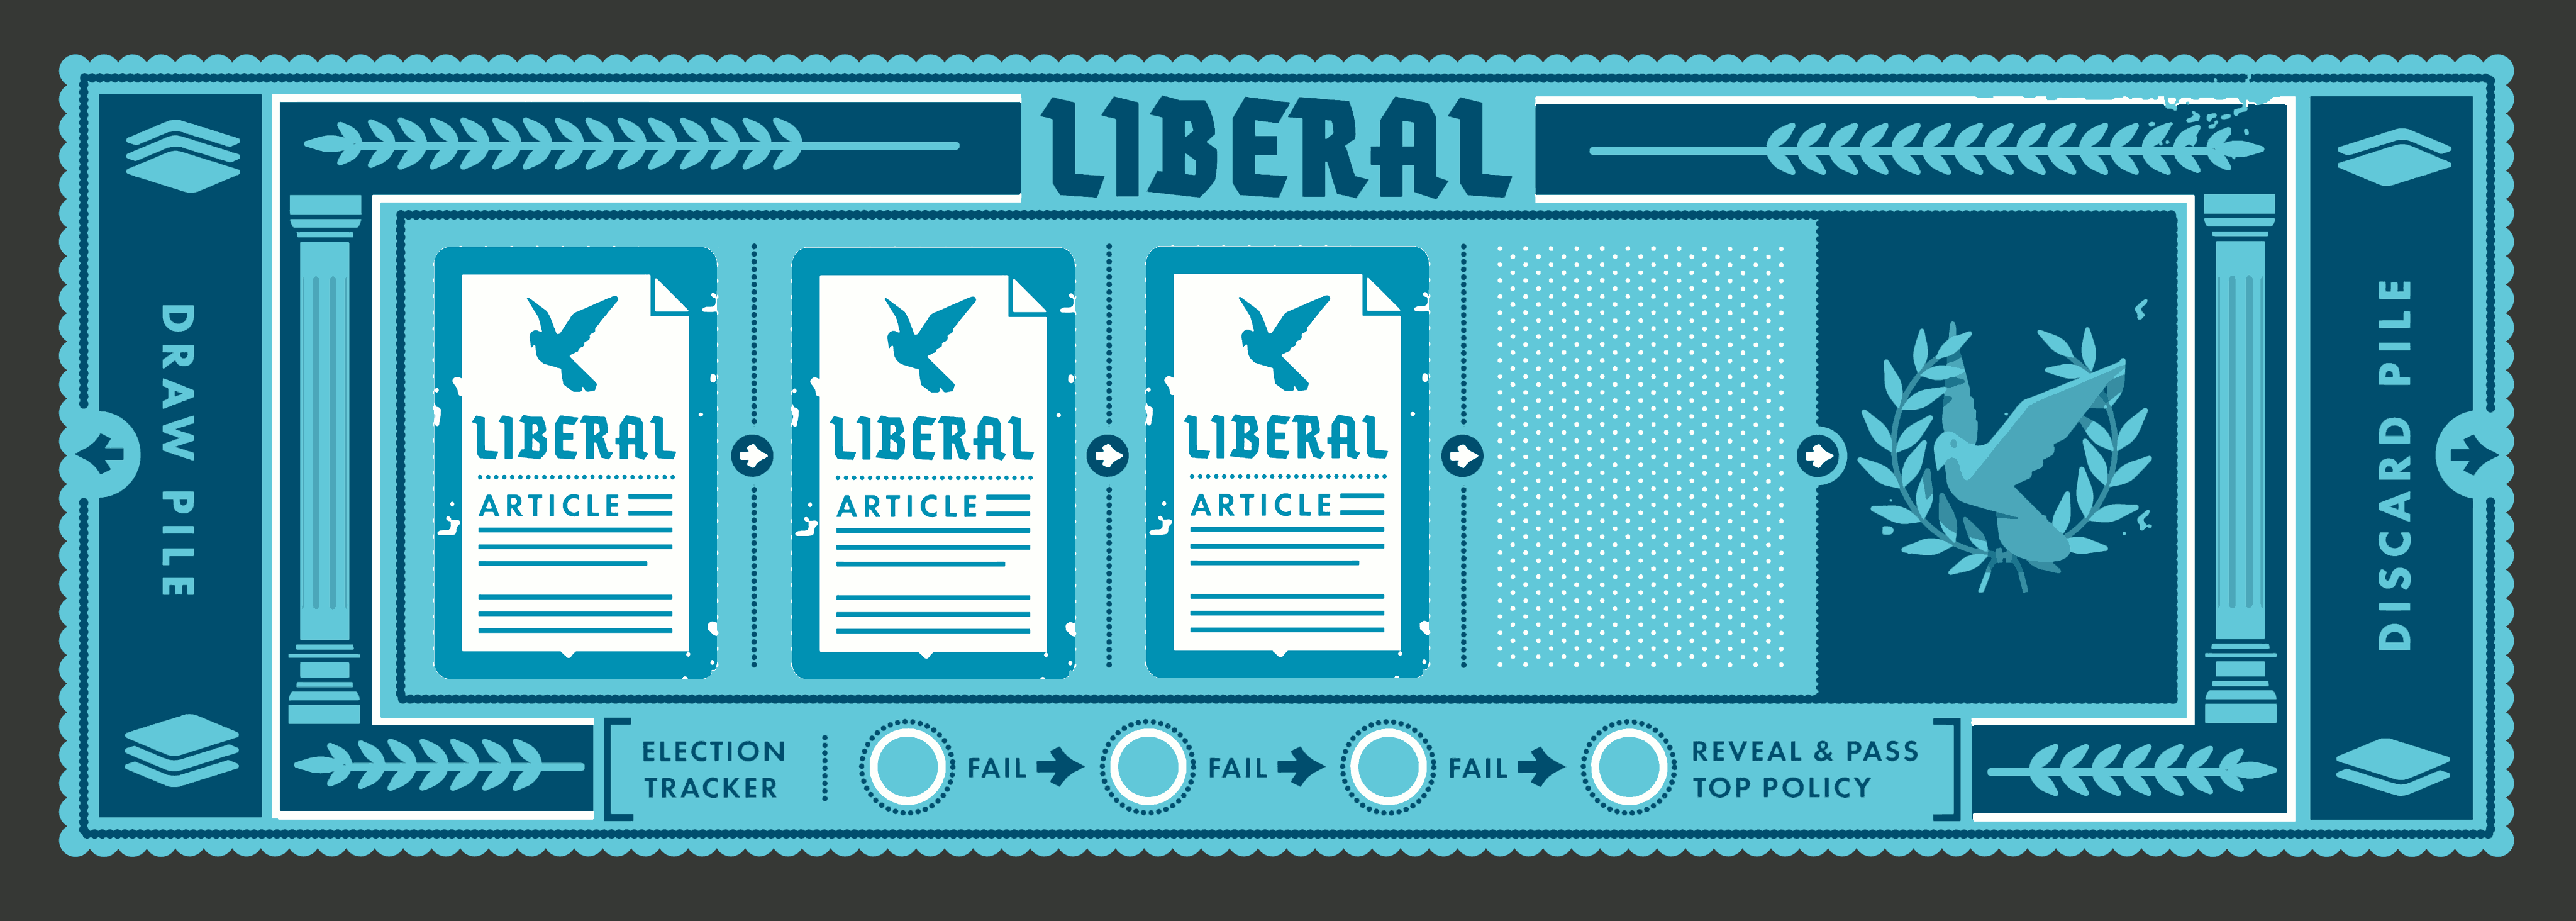 LIBERAL
DRAW PILE
LIBERAL
ARTICLE
LIBERAL
ARTICLE
LIBERAL
ARTICLE
DISCARD PILE
ELECTION
TRACKER
FAIL
FAIL
FAIL
REVEAL & PASS
TOP POLICY